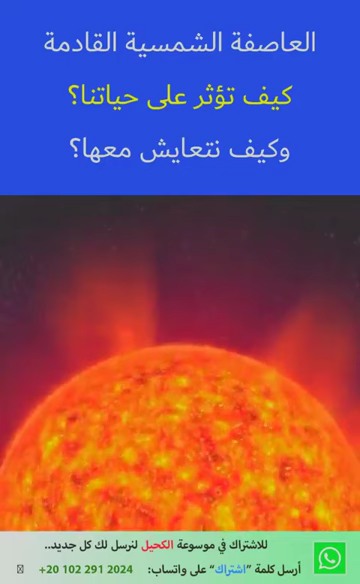 العاصفة الشمسية القادمة
كيف تؤثر على حياتنا؟
وكيف نتعايش معها؟
للاشتراك في موسوعة الكحيل لنرسل لك كل جديد..
أرسل كلمة "اشتراك" على واتساب: +20 102 291 2024